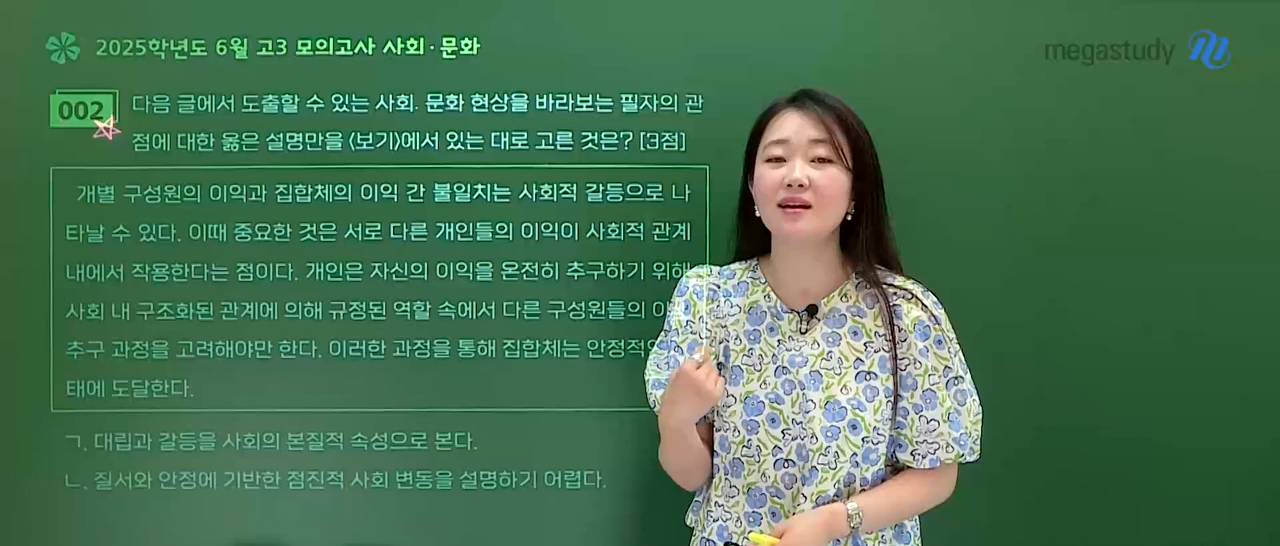 2025학년도 6월 고3 모의고사 사회·문화
megastudy
002
다음 글에서 도출할 수 있는 사회·문화 현상을 바라보는 필자의 관
점에 대한 옳은 설명만을 <보기>에서 있는 대로 고른 것은? [3점]
개별 구성원의 이익과 집합체의 이익 간 불일치는 사회적 갈등으로 나
타날 수 있다. 이때 중요한 것은 서로 다른 개인들의 이익이 사회적 관계
내에서 작용한다는 점이다. 개인은 자신의 이익을 온전히 추구하기 위해
사회 내 구조화된 관계에 의해 규정된 역할 속에서 다른 구성원들의
추구 과정을 고려해야만 한다. 이러한 과정을 통해 집합체는
태에 도달한다.
ㄱ. 대립과 갈등을 사회의 본질적 속성으로 본다.
ㄴ. 질서와 안정에 기반한 점진적 사회 변동을 설명하기 어렵다.